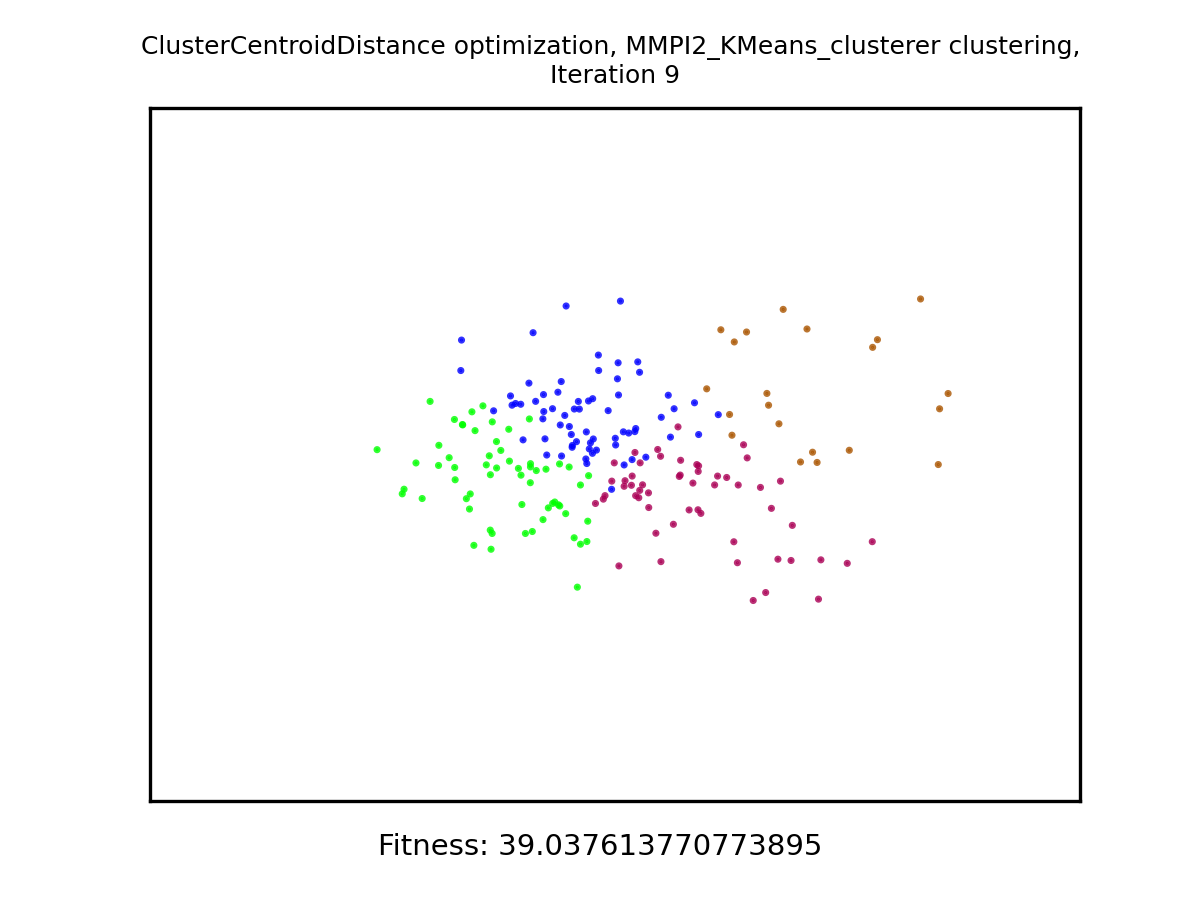 ClusterCentroidDistance optimization, MMPI2_KMeans_clusterer clustering,
Iteration 9
Fitness: 39.037613770773895